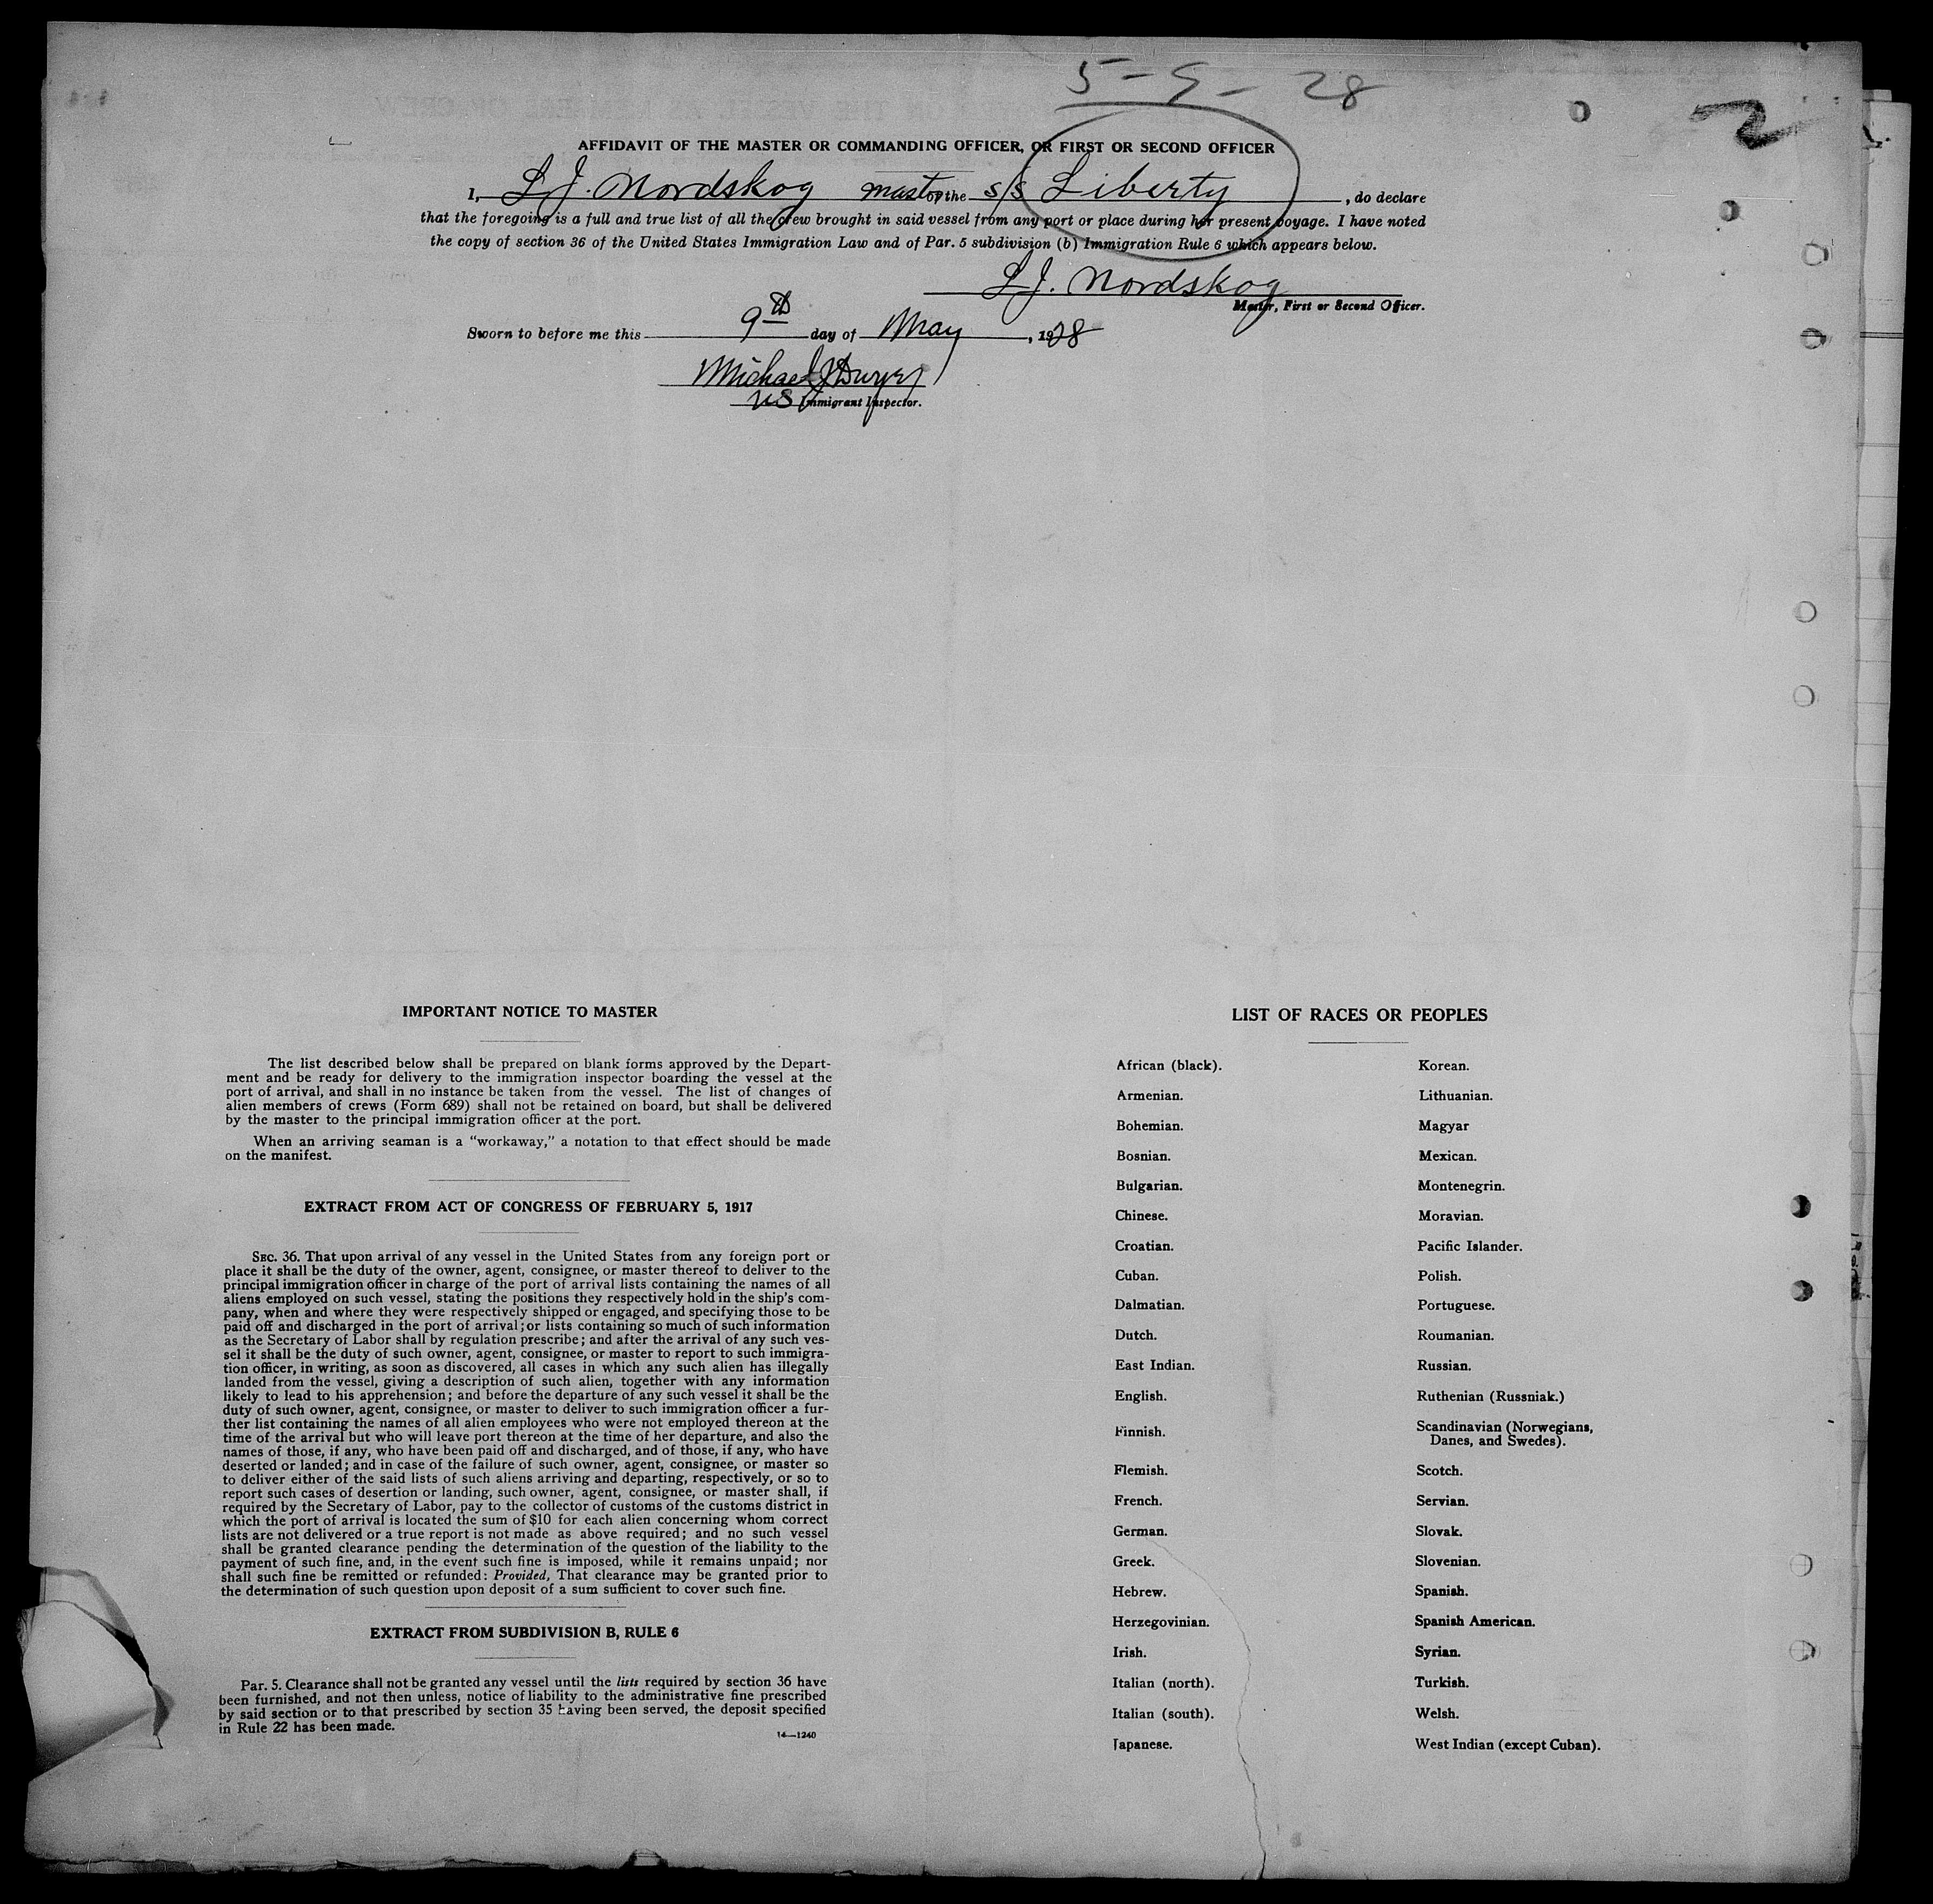 5-9-28
2
AFFIDAVIT OF THE MASTER OR COMMANDING OFFICER, OR FIRST OR SECOND OFFICER
I, L J. Nordskog master of the s/s Liberty, do declare
that the foregoing is a full and true list of all the crew brought in said vessel from any port or place during her present voyage. I have noted
the copy of section 36 of the United States Immigration Law and of Par. 5 subdivision (b) Immigration Rule 6 which appears below.
L J. Nordskog
Master, First or Second Officer.
Sworn to before me this 9th day of May, 1928
Michael J Dwyer
US Immigrant Inspector.
IMPORTANT NOTICE TO MASTER
The list described below shall be prepared on blank forms approved by the Depart-
ment and be ready for delivery to the immigration inspector boarding the vessel at the
port of arrival, and shall in no instance be taken from the vessel. The list of changes of
alien members of crews (Form 689) shall not be retained on board, but shall be delivered
by the master to the principal immigration officer at the port.
When an arriving seaman is a "workaway," a notation to that effect should be made
on the manifest.
EXTRACT FROM ACT OF CONGRESS OF FEBRUARY 5, 1917
SEC. 36. That upon arrival of any vessel in the United States from any foreign port or
place it shall be the duty of the owner, agent, consignee, or master thereof to deliver to the
principal immigration officer in charge of the port of arrival lists containing the names of all
aliens employed on such vessel, stating the positions they respectively hold in the ship's com-
pany, when and where they were respectively shipped or engaged, and specifying those to be
paid off and discharged in the port of arrival; or lists containing so much of such information
as the Secretary of Labor shall by regulation prescribe; and after the arrival of any such ves-
sel it shall be the duty of such owner, agent, consignee, or master to report to such immigra-
tion officer, in writing, as soon as discovered, all cases in which any such alien has illegally
landed from the vessel, giving a description of such alien, together with any information
likely to lead to his apprehension; and before the departure of any such vessel it shall be the
duty of such owner, agent, consignee, or master to deliver to such immigration officer a fur-
ther list containing the names of all alien employees who were not employed thereon at the
time of the arrival but who will leave port thereon at the time of her departure, and also the
names of those, if any, who have been paid off and discharged, and of those, if any, who have
deserted or landed; and in case of the failure of such owner, agent, consignee, or master so
to deliver either of the said lists of such aliens arriving and departing, respectively, or so to
report such cases of desertion or landing, such owner, agent, consignee, or master shall, if
required by the Secretary of Labor, pay to the collector of customs of the customs district in
which the port of arrival is located the sum of $10 for each alien concerning whom correct
lists are not delivered or a true report is not made as above required; and no such vessel
shall be granted clearance pending the determination of the question of the liability to the
payment of such fine, and, in the event such fine is imposed, while it remains unpaid; nor
shall such fine be remitted or refunded: Provided, That clearance may be granted prior to
the determination of such question upon deposit of a sum sufficient to cover such fine.
EXTRACT FROM SUBDIVISION B, RULE 6
Par. 5. Clearance shall not be granted any vessel until the lists required by section 36 have
been furnished, and not then unless, notice of liability to the administrative fine prescribed
by said section or to that prescribed by section 35 having been served, the deposit specified
in Rule 22 has been made.
14—1240
LIST OF RACES OR PEOPLES
African (black).
Armenian.
Bohemian.
Bosnian.
Bulgarian.
Chinese.
Croatian.
Cuban.
Dalmatian.
Dutch.
East Indian.
English.
Finnish.
Flemish.
French.
German.
Greek.
Hebrew.
Herzegovinian.
Irish.
Italian (north).
Italian (south).
Japanese.
Korean.
Lithuanian.
Magyar
Mexican.
Montenegrin.
Moravian.
Pacific Islander.
Polish.
Portuguese.
Roumanian.
Russian.
Ruthenian (Russniak.)
Scandinavian (Norwegians,
Danes, and Swedes).
Scotch.
Servian.
Slovak.
Slovenian.
Spanish.
Spanish American.
Syrian.
Turkish.
Welsh.
West Indian (except Cuban).